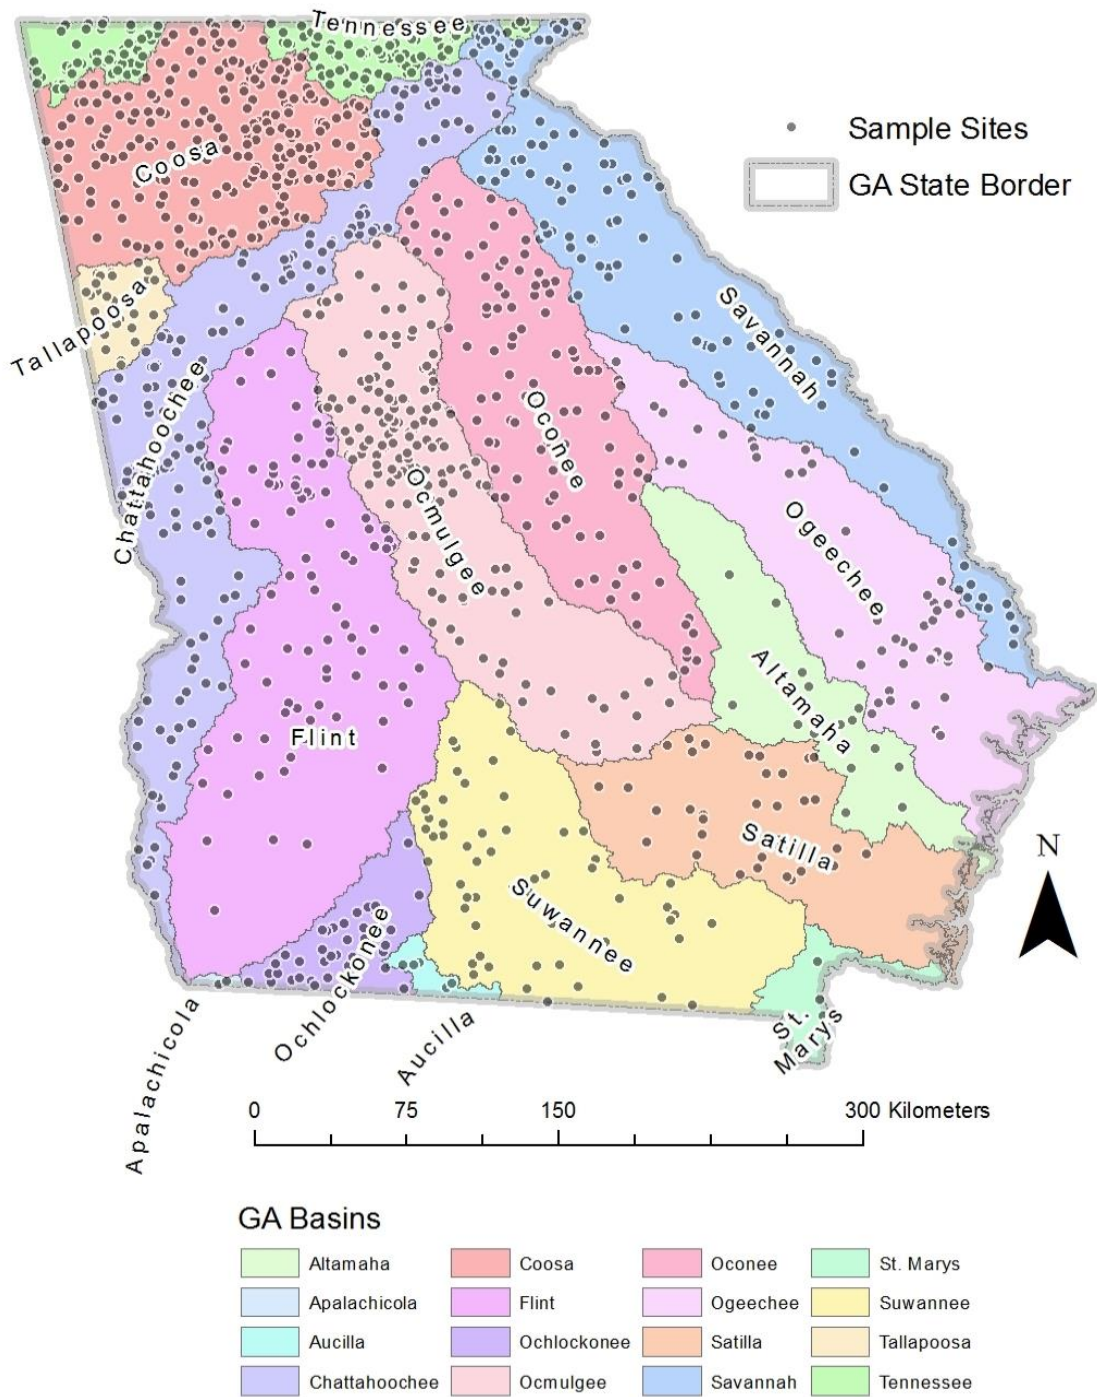 Tennessee
Sample Sites
GA State Border
Coosa
Tallapoosa
Savannah
Chattahoochee
Oconee
Ocmulgee
Ogeechee
Altamaha
Flint
Satilla
N
Suwannee
Ochlockonee
Apalachicola
Aucilla
St.
Marys
0 75 150 300 Kilometers
GA Basins
Altamaha Coosa Oconee St. Marys
Apalachicola Flint Ogeechee Suwannee
Aucilla Ochlockonee Satilla Tallapoosa
Chattahoochee Ocmulgee Savannah Tennessee